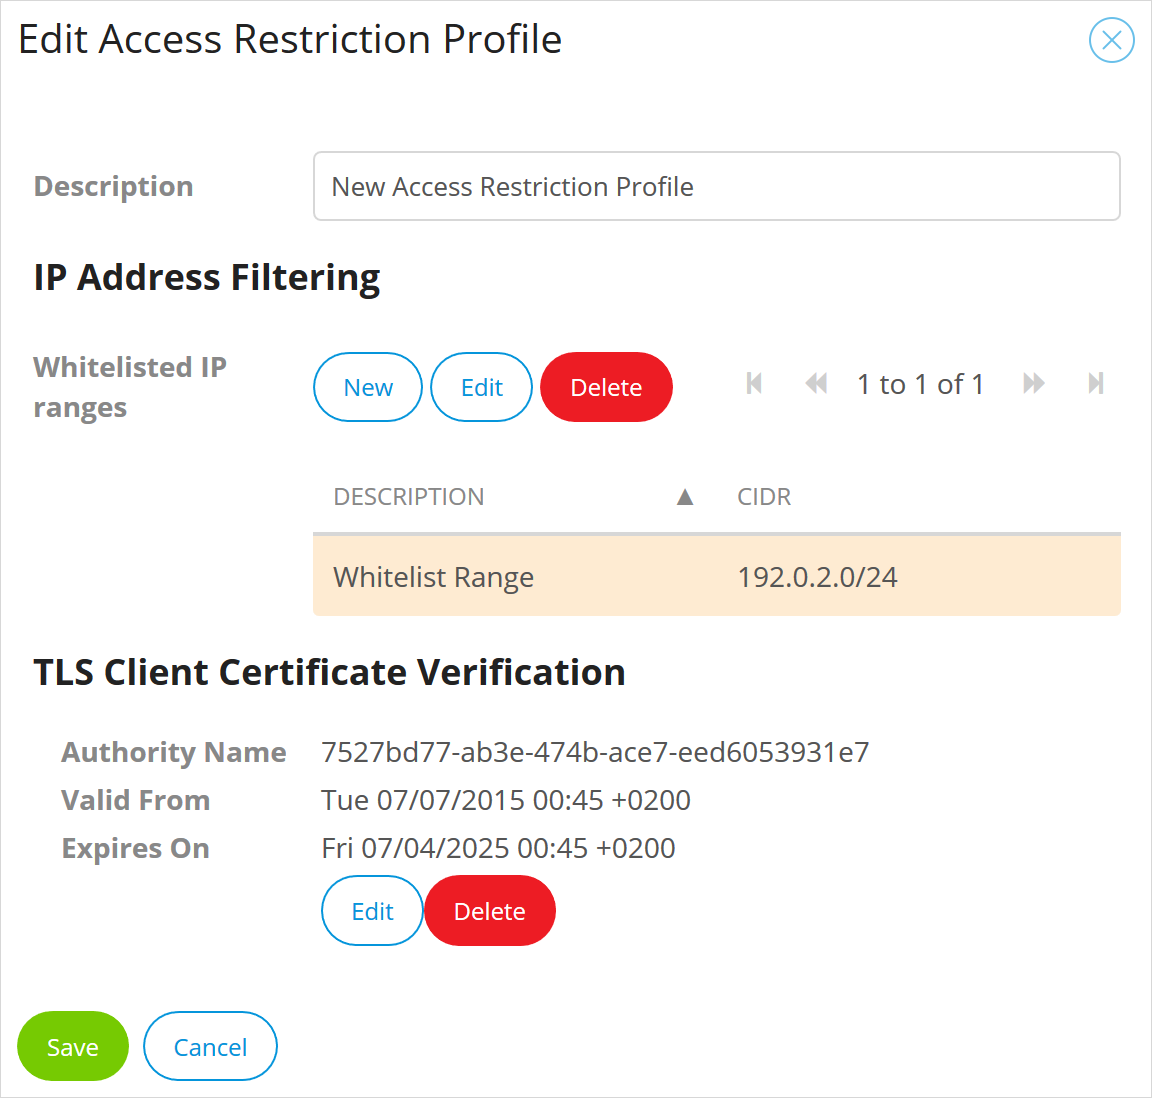 Edit Access Restriction Profile
Description New Access Restriction Profile
IP Address Filtering
Whitelisted IP ranges
New Edit Delete 1 to 1 of 1
DESCRIPTION ▲ CIDR
Whitelist Range 192.0.2.0/24
TLS Client Certificate Verification
Authority Name 7527bd77-ab3e-474b-ace7-eed6053931e7
Valid From Tue 07/07/2015 00:45 +0200
Expires On Fri 07/04/2025 00:45 +0200
Edit Delete
Save Cancel